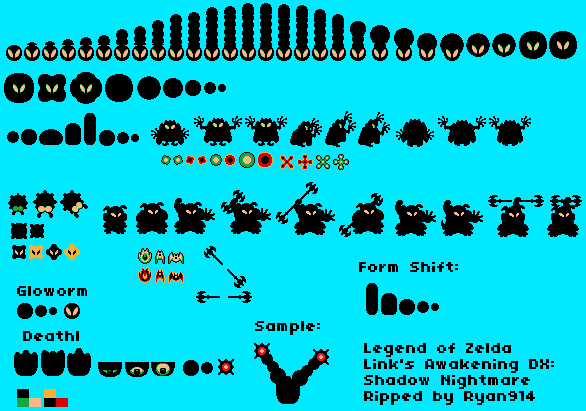 Form Shift:
Gloworm
Sample:
Death!
Legend of Zelda
Link's Awakening DX:
Shadow Nightmare
Ripped by Ryan914